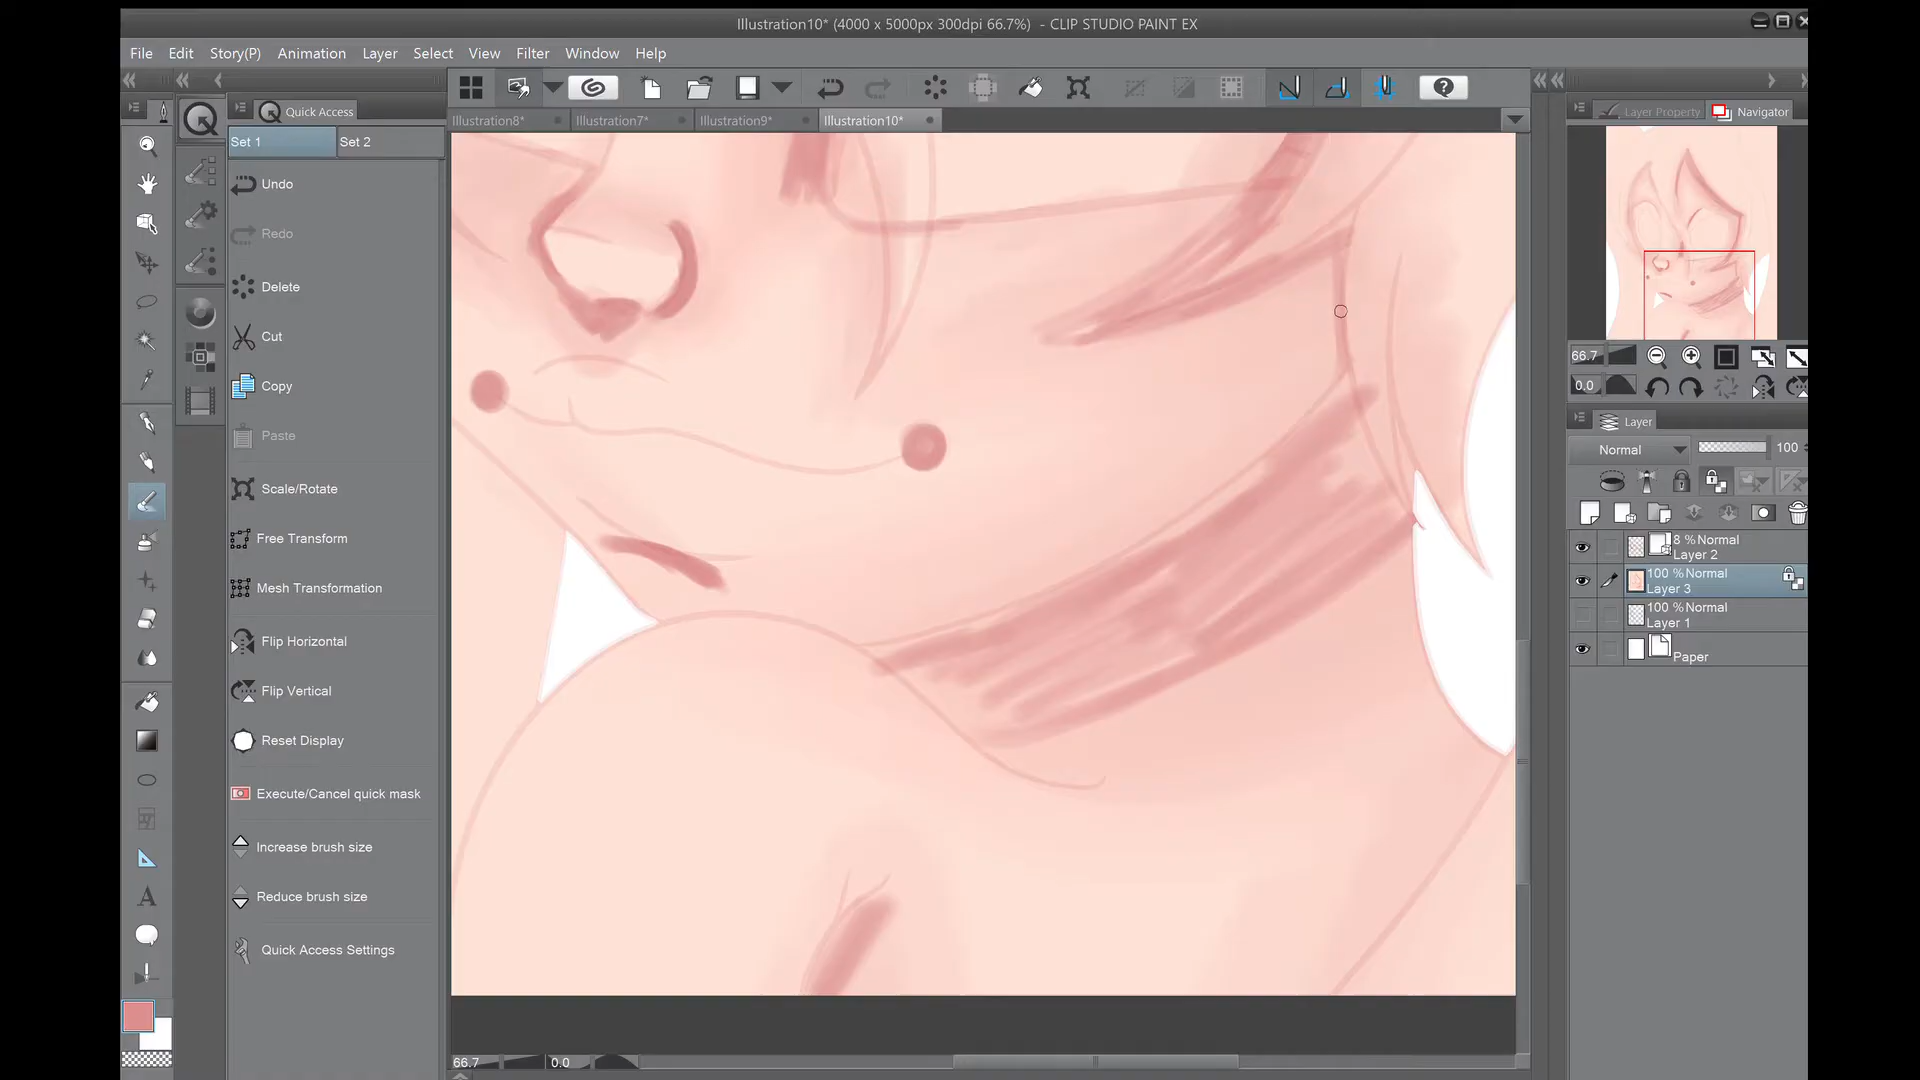 Illustration10* (4000 x 5000px 300dpi 66.7%) - CLIP STUDIO PAINT EX
File Edit Story(P) Animation Layer Select View Filter Window Help
Quick Access
Layer Property
Navigator
Illustration8* Illustration7* Illustration9* Illustration10*
Set 1 Set 2
Undo
Redo
Delete
Cut
Copy
Paste
Scale/Rotate
Free Transform
Mesh Transformation
Flip Horizontal
Flip Vertical
Reset Display
Execute/Cancel quick mask
Increase brush size
Reduce brush size
Quick Access Settings
66.7
0.0
Layer
Normal 100
8 %Normal
Layer 2
100 %Normal
Layer 3
100 %Normal
Layer 1
Paper
66.7 0.0